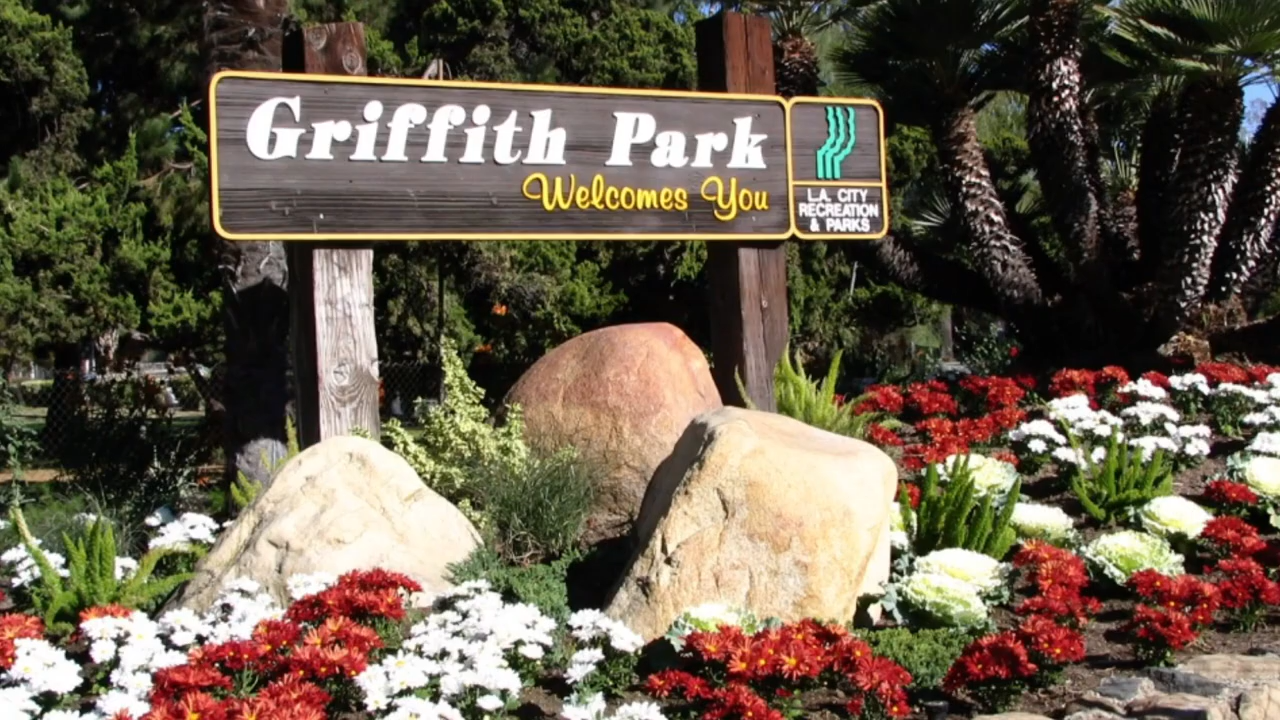 Griffith Park
Welcomes You
L.A. CITY
RECREATION
& PARKS